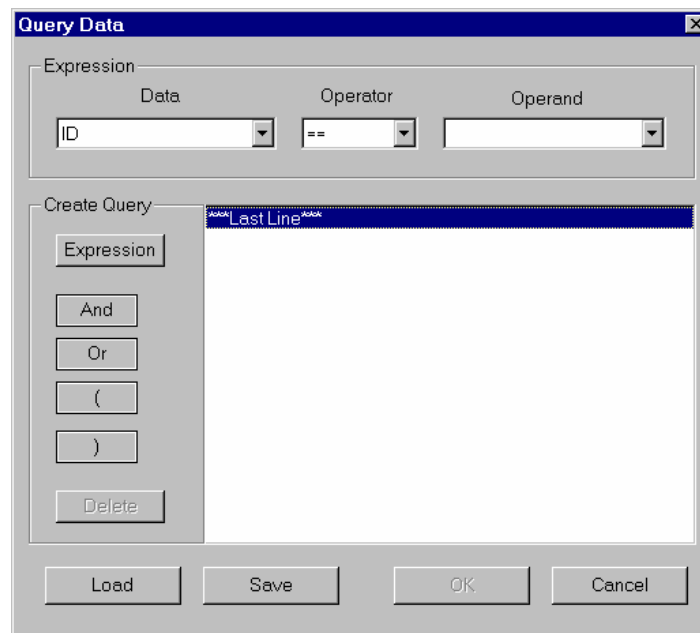 Query Data
Expression
Data Operator Operand
ID ==
Create Query
***Last Line***
Expression
And
Or
(
)
Delete
Load Save OK Cancel